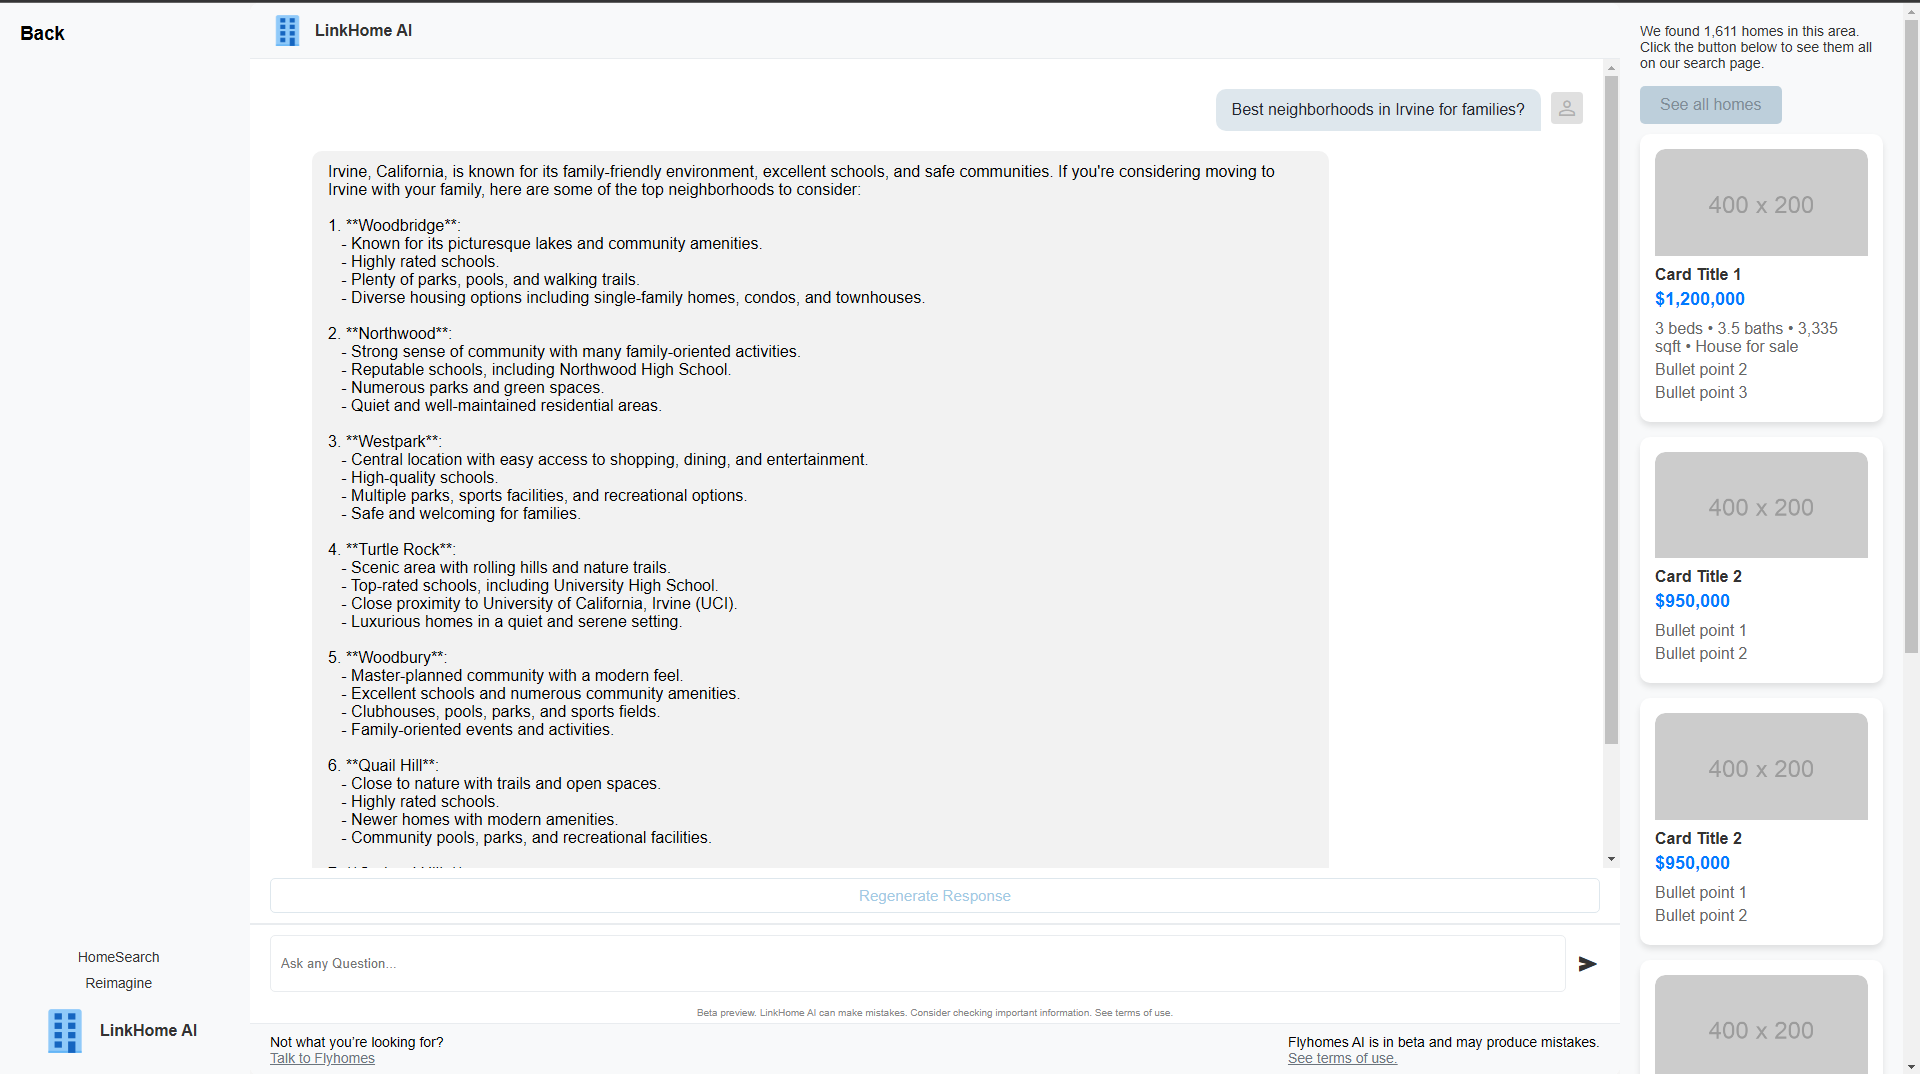 Back
LinkHome AI
Best neighborhoods in Irvine for families?
Irvine, California, is known for its family-friendly environment, excellent schools, and safe communities. If you're considering moving to
Irvine with your family, here are some of the top neighborhoods to consider:
1. **Woodbridge**:
- Known for its picturesque lakes and community amenities.
- Highly rated schools.
- Plenty of parks, pools, and walking trails.
- Diverse housing options including single-family homes, condos, and townhouses.
2. **Northwood**:
- Strong sense of community with many family-oriented activities.
- Reputable schools, including Northwood High School.
- Numerous parks and green spaces.
- Quiet and well-maintained residential areas.
3. **Westpark**:
- Central location with easy access to shopping, dining, and entertainment.
- High-quality schools.
- Multiple parks, sports facilities, and recreational options.
- Safe and welcoming for families.
4. **Turtle Rock**:
- Scenic area with rolling hills and nature trails.
- Top-rated schools, including University High School.
- Close proximity to University of California, Irvine (UCI).
- Luxurious homes in a quiet and serene setting.
5. **Woodbury**:
- Master-planned community with a modern feel.
- Excellent schools and numerous community amenities.
- Clubhouses, pools, parks, and sports fields.
- Family-oriented events and activities.
6. **Quail Hill**:
- Close to nature with trails and open spaces.
- Highly rated schools.
- Newer homes with modern amenities.
- Community pools, parks, and recreational facilities.
Regenerate Response
Ask any Question...
Beta preview. LinkHome AI can make mistakes. Consider checking important information. See terms of use.
Not what you're looking for?
Talk to Flyhomes
Flyhomes AI is in beta and may produce mistakes.
See terms of use.
HomeSearch
Reimagine
LinkHome AI
We found 1,611 homes in this area.
Click the button below to see them all
on our search page.
See all homes
400 x 200
Card Title 1
$1,200,000
3 beds • 3.5 baths • 3,335
sqft • House for sale
Bullet point 2
Bullet point 3
400 x 200
Card Title 2
$950,000
Bullet point 1
Bullet point 2
400 x 200
Card Title 2
$950,000
Bullet point 1
Bullet point 2
400 x 200